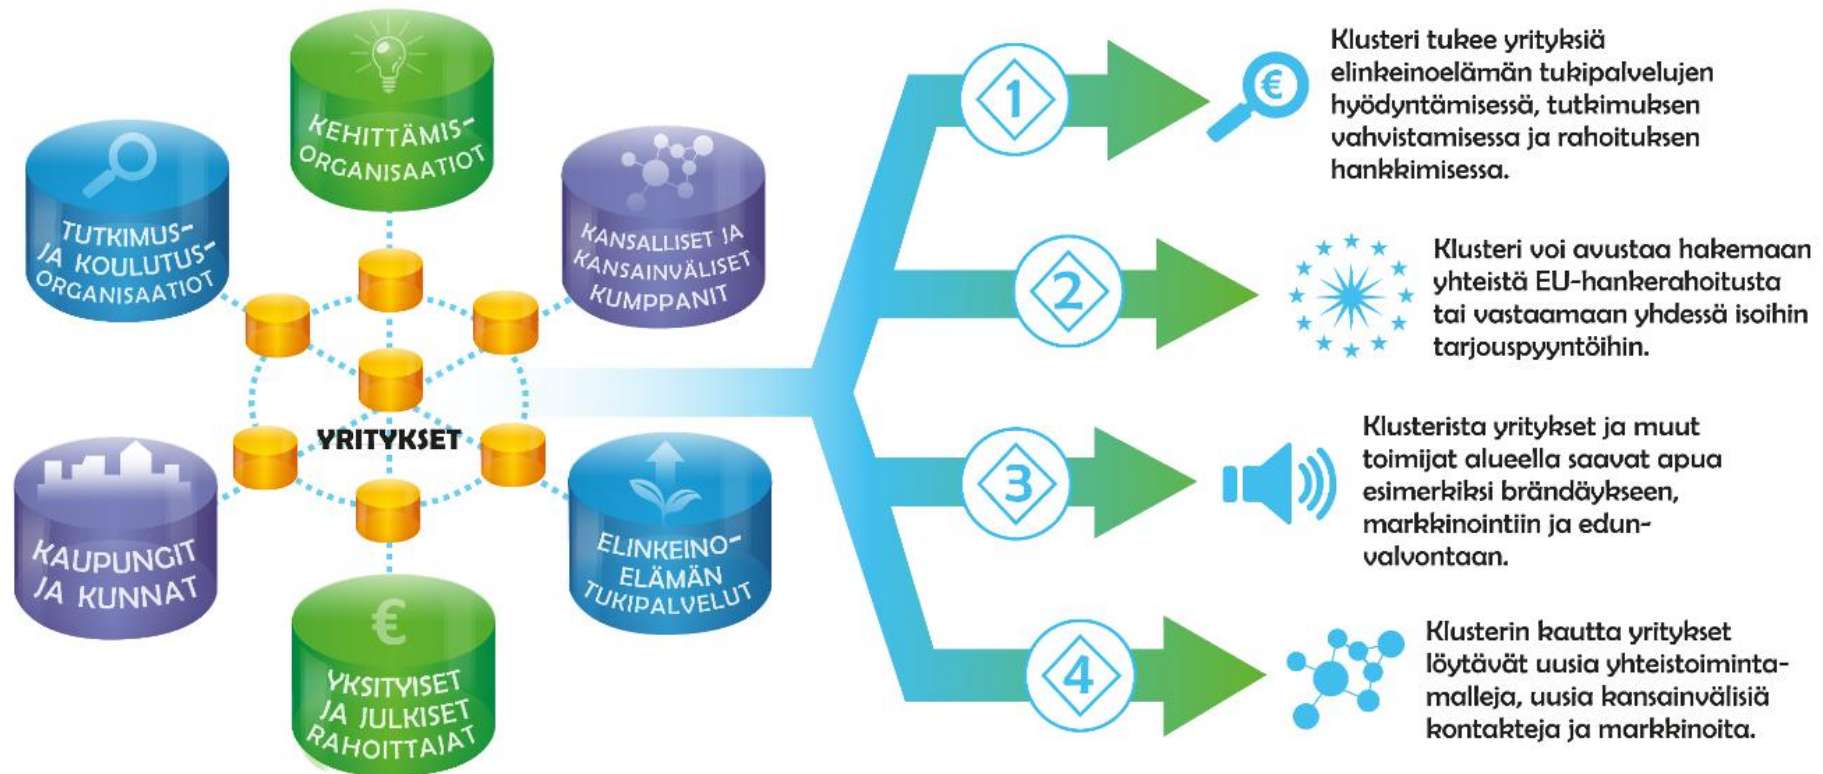 KEHITTÄMIS-
ORGANISAATIOT
TUTKIMUS-
JA KOULUTUS-
ORGANISAATIOT
KANSALLISET JA
KANSAINVÄLISET
KUMPPANIT
YRITYKSET
KAUPUNGIT
JA KUNNAT
ELINKEINO-
ELÄMÄN
TUKIPALVELUT
€
YKSITYISET
JA JULKISET
RAHOITTAJAT
1
€
Klusteri tukee yrityksiä
elinkeinoelämän tukipalvelujen
hyödyntämisessä, tutkimuksen
vahvistamisessa ja rahoituksen
hankkimisessa.
2
Klusteri voi avustaa hakemaan
yhteistä EU-hankerahoitusta
tai vastaamaan yhdessä isoihin
tarjouspyyntöihin.
3
Klusterista yritykset ja muut
toimijat alueella saavat apua
esimerkiksi brändäykseen,
markkinointiin ja edun-
valvontaan.
4
Klusterin kautta yritykset
löytävät uusia yhteistoiminta-
malleja, uusia kansainvälisiä
kontakteja ja markkinoita.